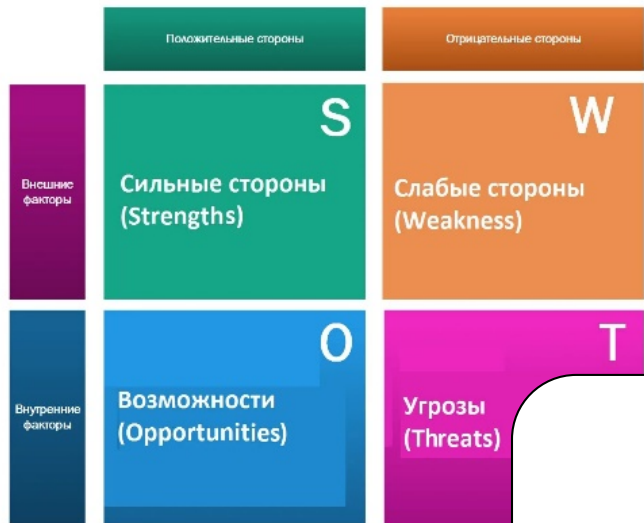 Положительные стороны
Отрицательные стороны
Внешние
факторы
S
Сильные стороны
(Strengths)
W
Слабые стороны
(Weakness)
Внутренние
факторы
O
Возможности
(Opportunities)
T
Угрозы
(Threats)